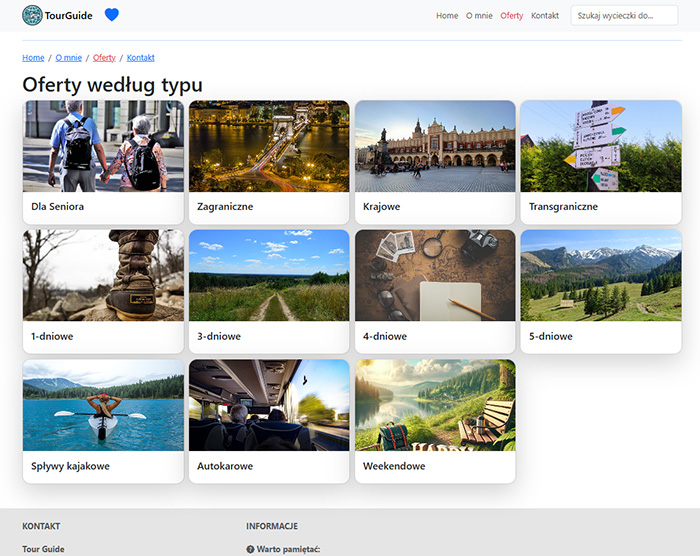 TourGuide
Home O mnie Oferty Kontakt Szukaj wycieczki do...
Home / O mnie / Oferty / Kontakt
Oferty według typu
Dla Seniora Zagraniczne Krajowe Transgraniczne
1-dniowe 3-dniowe 4-dniowe 5-dniowe
Spływy kajakowe Autokarowe Weekendowe
KONTAKT INFORMACJE
Tour Guide Warto pamiętać: